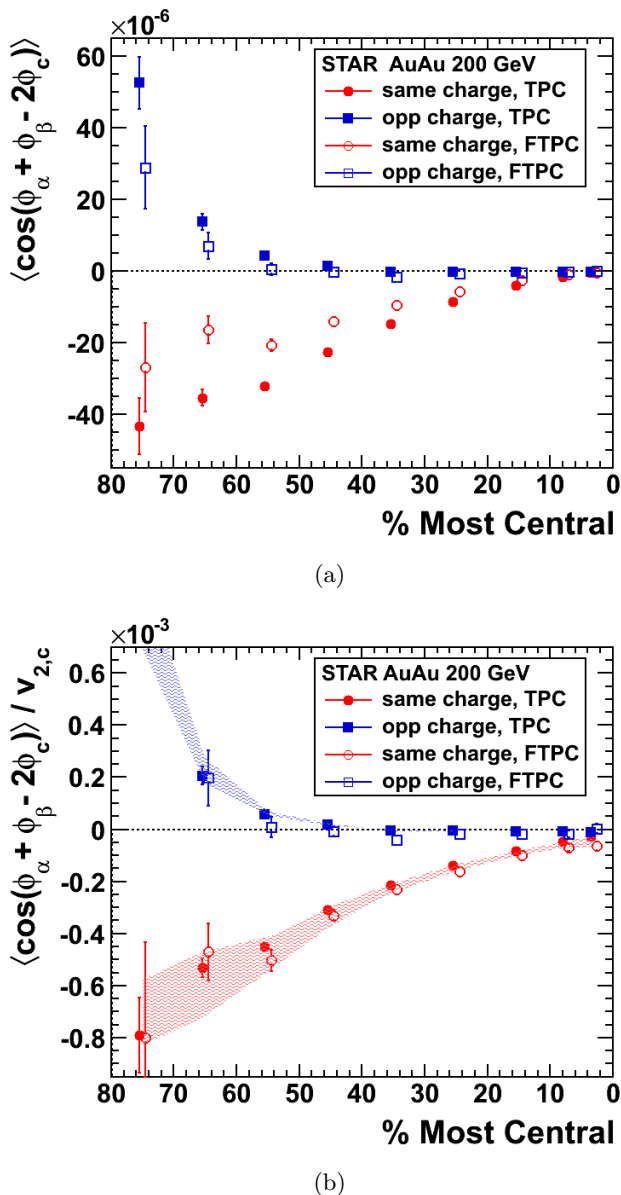 ×10⁻⁶
⟨cos(ϕα + ϕβ - 2ϕc)⟩
60
40
20
0
-20
-40
STAR AuAu 200 GeV
same charge, TPC
opp charge, TPC
same charge, FTPC
opp charge, FTPC
80 70 60 50 40 30 20 10 0
% Most Central
(a)
×10⁻³
⟨cos(ϕα + ϕβ - 2ϕc)⟩ / v2,c
0.6
0.4
0.2
0
-0.2
-0.4
-0.6
-0.8
STAR AuAu 200 GeV
same charge, TPC
opp charge, TPC
same charge, FTPC
opp charge, FTPC
80 70 60 50 40 30 20 10 0
% Most Central
(b)